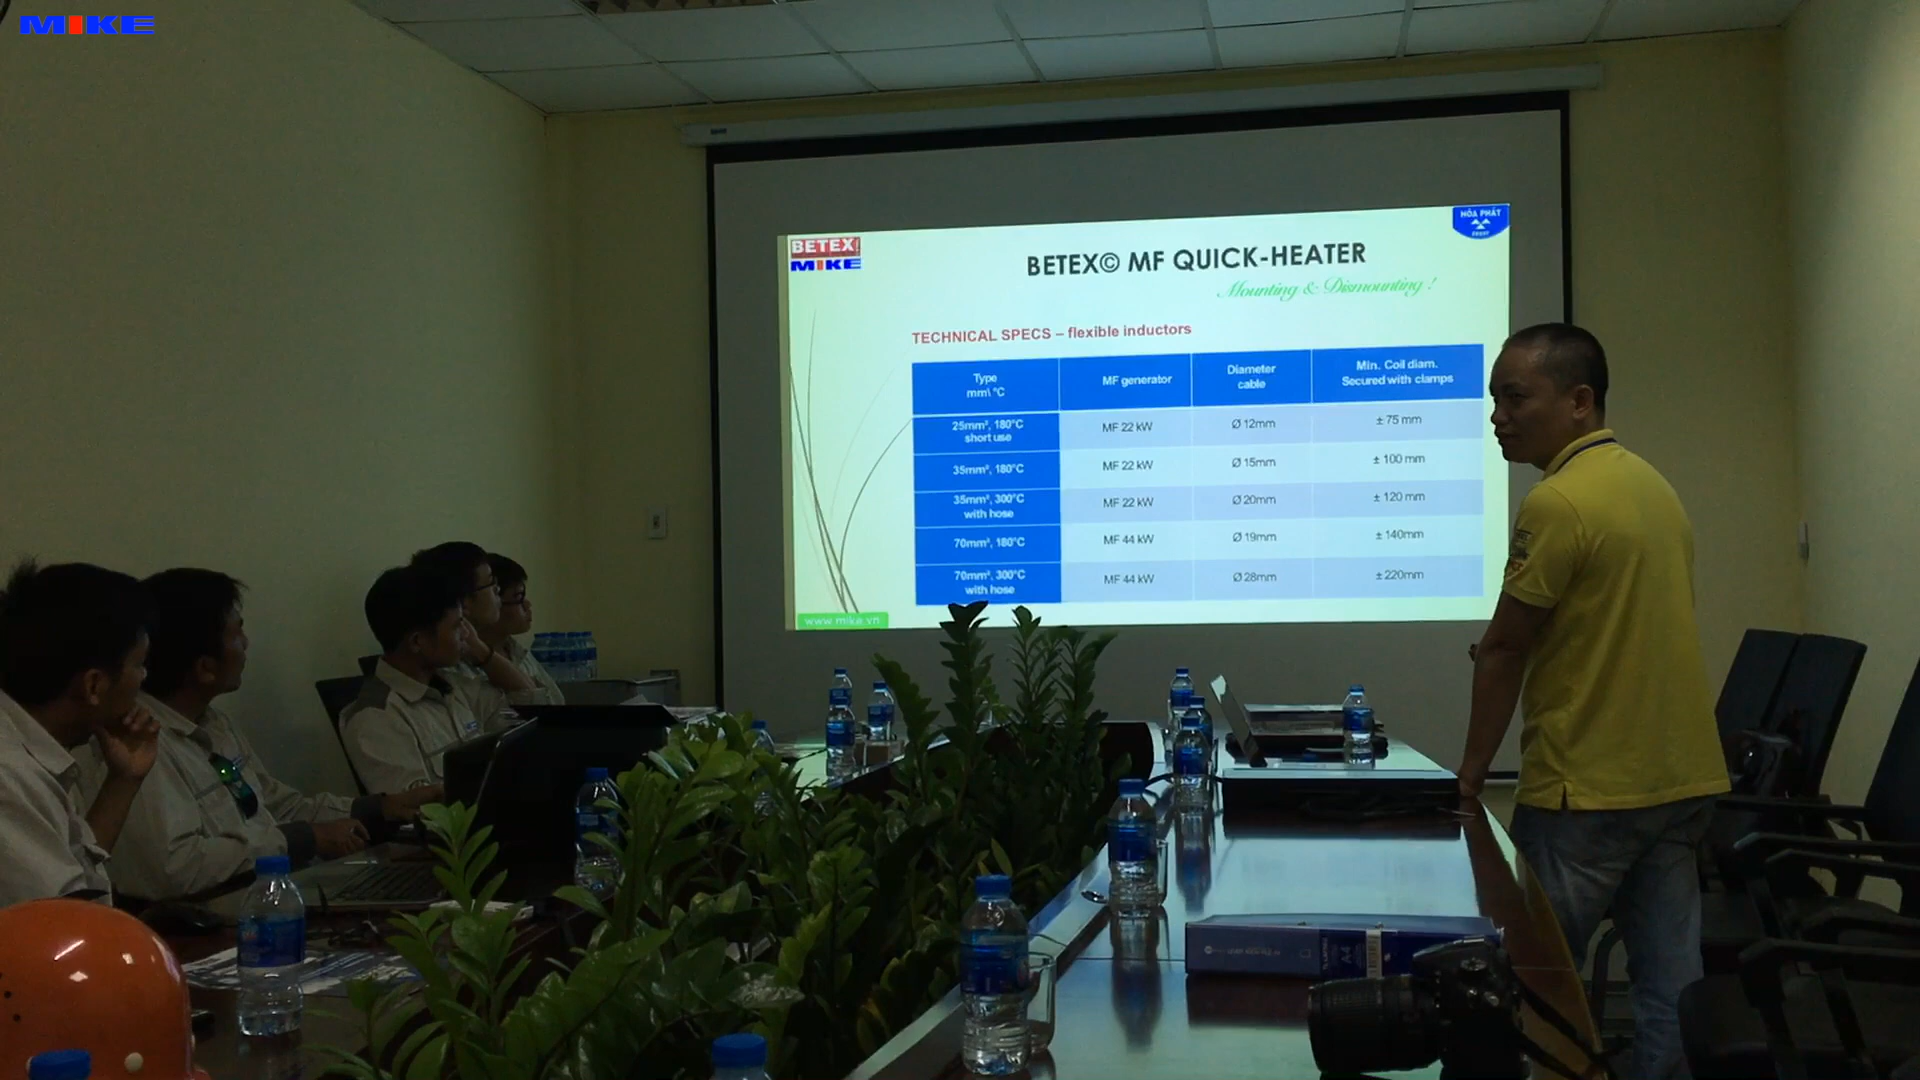 MIKE
HÒA PHÁT
BETEX
MIKE
BETEX© MF QUICK-HEATER
Mounting & Dismounting !
TECHNICAL SPECS – flexible inductors
Type
mm\ °C
MF generator
Diameter
cable
Min. Coil diam.
Secured with clamps
25mm², 180°C
short use
MF 22 kW
Ø 12mm
± 75 mm
35mm², 180°C
MF 22 kW
Ø 15mm
± 100 mm
35mm², 300°C
with hose
MF 22 kW
Ø 20mm
± 120 mm
70mm², 180°C
MF 44 kW
Ø 19mm
± 140mm
70mm², 300°C
with hose
MF 44 kW
Ø 28mm
± 220mm
www.mike.vn
A4